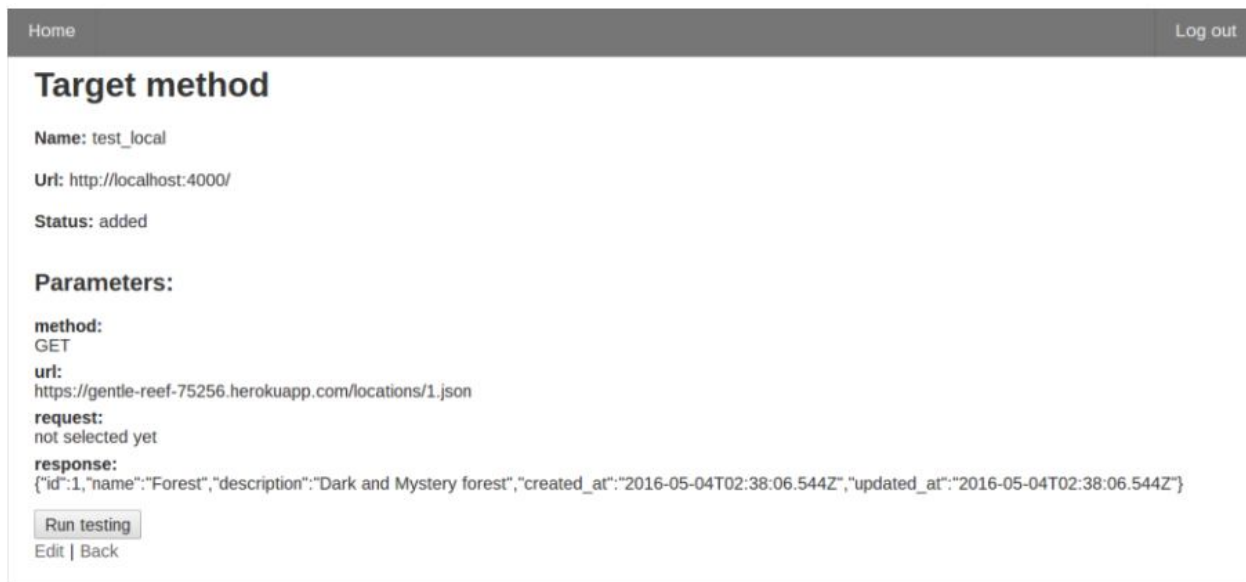 Home
Log out
Target method
Name: test_local
Url: http://localhost:4000/
Status: added
Parameters:
method:
GET
url:
https://gentle-reef-75256.herokuapp.com/locations/1.json
request:
not selected yet
response:
{"id":1,"name":"Forest","description":"Dark and Mystery forest","created_at":"2016-05-04T02:38:06.544Z","updated_at":"2016-05-04T02:38:06.544Z"}
Run testing
Edit | Back